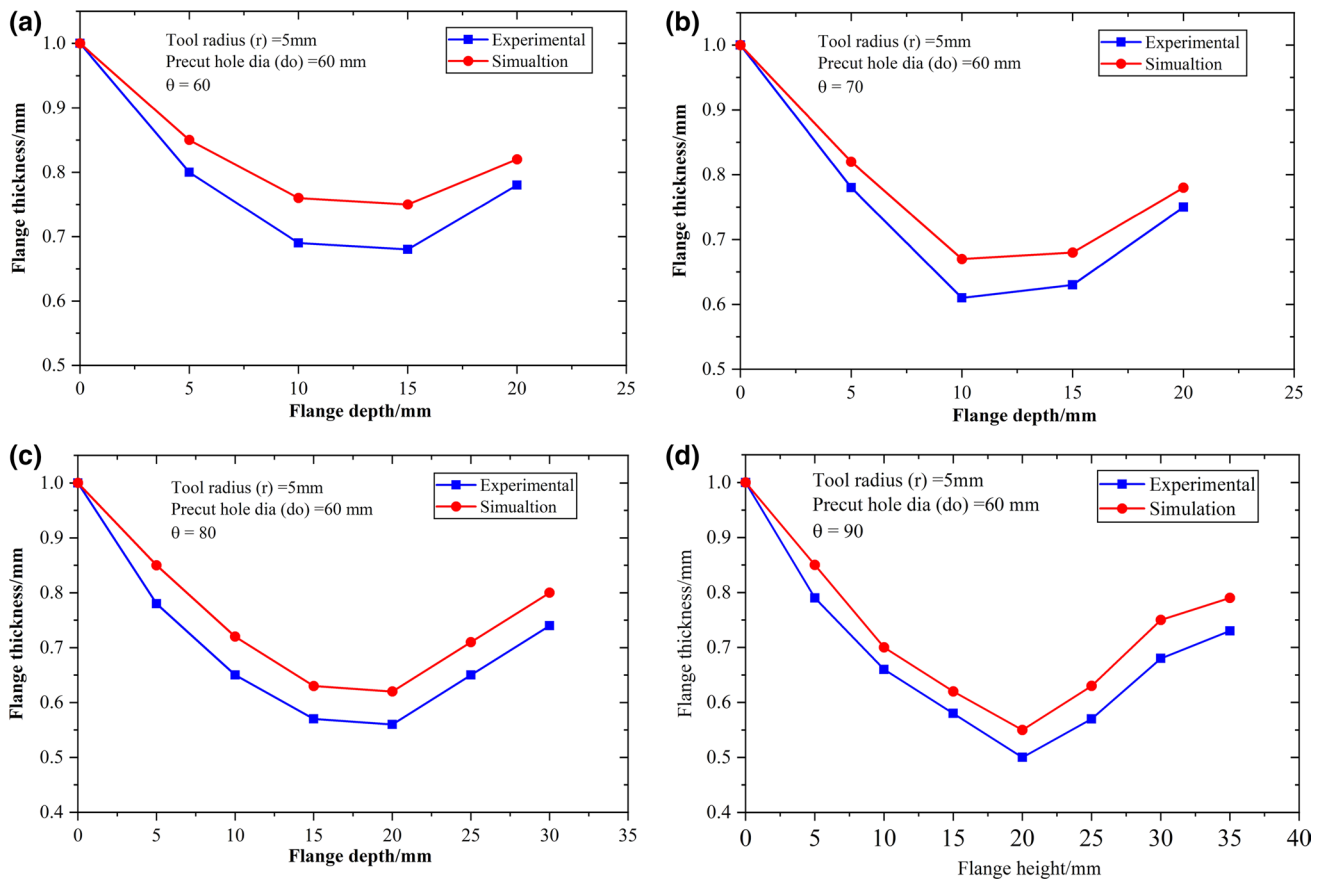 (a)
Tool radius (r) =5mm
Precut hole dia (do) =60 mm
θ = 60
Experimental
Simualtion
Flange thickness/mm
1.0
0.9
0.8
0.7
0.6
0.5
0 5 10 15 20 25
Flange depth/mm
(b)
Tool radius (r) =5mm
Precut hole dia (do) =60 mm
θ = 70
Experimental
Simualtion
Flange thickness/mm
1.0
0.9
0.8
0.7
0.6
0.5
0 5 10 15 20 25
Flange depth/mm
(c)
Tool radius (r) =5mm
Precut hole dia (do) =60 mm
θ = 80
Experimental
Simualtion
Flange thickness/mm
1.0
0.9
0.8
0.7
0.6
0.5
0.4
0 5 10 15 20 25 30 35
Flange depth/mm
(d)
Tool radius (r) =5mm
Precut hole dia (do) =60 mm
θ = 90
Experimental
Simulation
Flange thickness/mm
1.0
0.9
0.8
0.7
0.6
0.5
0.4
0 5 10 15 20 25 30 35 40
Flange height/mm